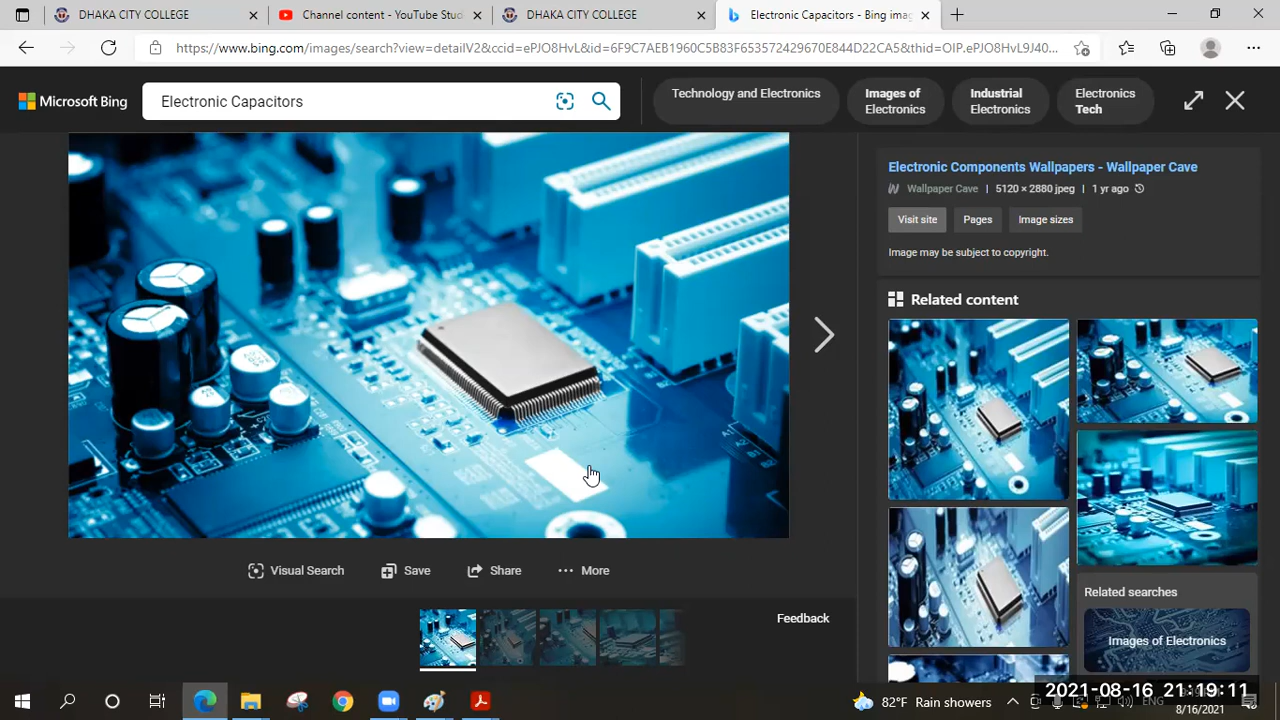 DHAKA CITY COLLEGE
Channel content - YouTube Stu
DHAKA CITY COLLEGE
Electronic Capacitors - Bing ima
https://www.bing.com/images/search?view=detailV2&ccid=ePJO8HvL&id=6F9C7AEB1960C5B83F653572429670E844D22CA5&thid=OIP.ePJO8HvL9J40...
Microsoft Bing
Electronic Capacitors
Technology and Electronics
Images of Electronics
Industrial Electronics
Electronics Tech
Electronic Components Wallpapers - Wallpaper Cave
Wallpaper Cave | 5120 × 2880 jpeg | 1 yr ago
Visit site
Pages
Image sizes
Image may be subject to copyright.
Related content
Visual Search
Save
Share
More
Related searches
Images of Electronics
Feedback
82°F Rain showers
ENG
2021-08-16 21:19:11
8/16/2021